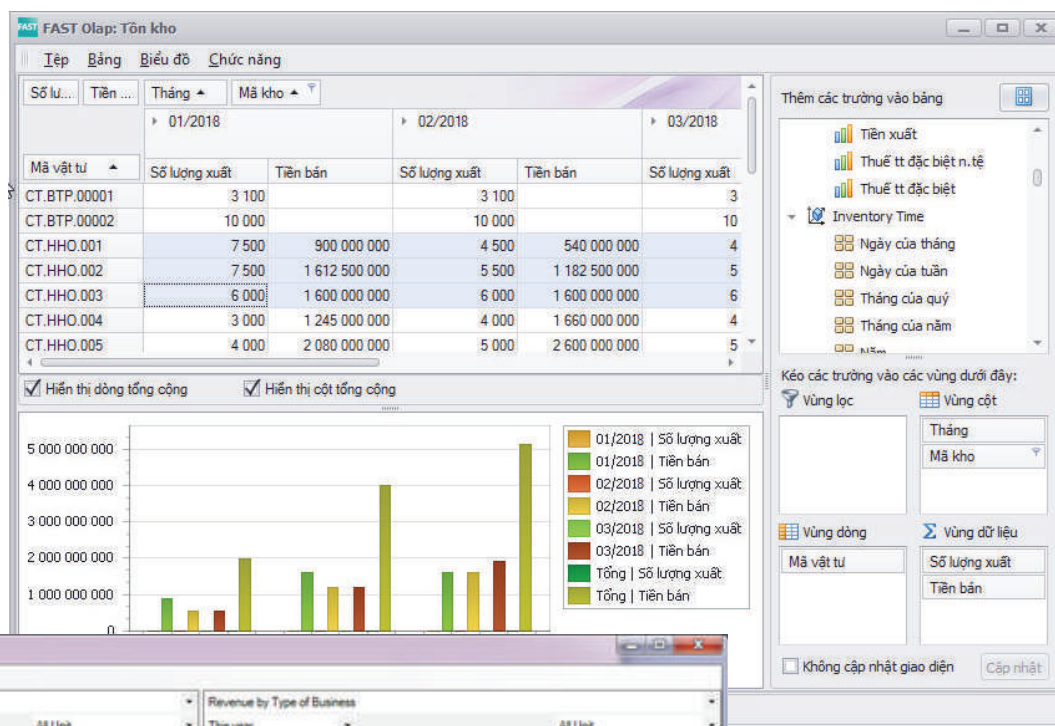 FAST FAST Olap: Tồn kho
Tệp Bảng Biểu đồ Chức năng
Số lư... Tiền ... Tháng Mã kho
01/2018 02/2018 03/2018
Mã vật tư Số lượng xuất Tiền bán Số lượng xuất Tiền bán Số lượng xuất
CT.BTP.00001 3 100 3 100 3
CT.BTP.00002 10 000 10 000 10
CT.HHO.001 7 500 900 000 000 4 500 540 000 000 4
CT.HHO.002 7 500 1 612 500 000 5 500 1 182 500 000 5
CT.HHO.003 6 000 1 600 000 000 6 000 1 600 000 000 6
CT.HHO.004 3 000 1 245 000 000 4 000 1 660 000 000 4
CT.HHO.005 4 000 2 080 000 000 5 000 2 600 000 000 5
Hiển thị dòng tổng cộng Hiển thị cột tổng cộng
5 000 000 000
4 000 000 000
3 000 000 000
2 000 000 000
1 000 000 000
0
01/2018 | Số lượng xuất
01/2018 | Tiền bán
02/2018 | Số lượng xuất
02/2018 | Tiền bán
03/2018 | Số lượng xuất
03/2018 | Tiền bán
Tổng | Số lượng xuất
Tổng | Tiền bán
Thêm các trường vào bảng
Tiền xuất
Thuế tt đặc biệt n.tệ
Thuế tt đặc biệt
Inventory Time
Ngày của tháng
Ngày của tuần
Tháng của quý
Tháng của năm
Năm
Kéo các trường vào các vùng dưới đây:
Vùng lọc Vùng cột
Tháng
Mã kho
Vùng dòng Vùng dữ liệu
Mã vật tư Số lượng xuất
Tiền bán
Không cập nhật giao diện Cập nhật
Revenue by Type of Business
All Unit This year All Unit